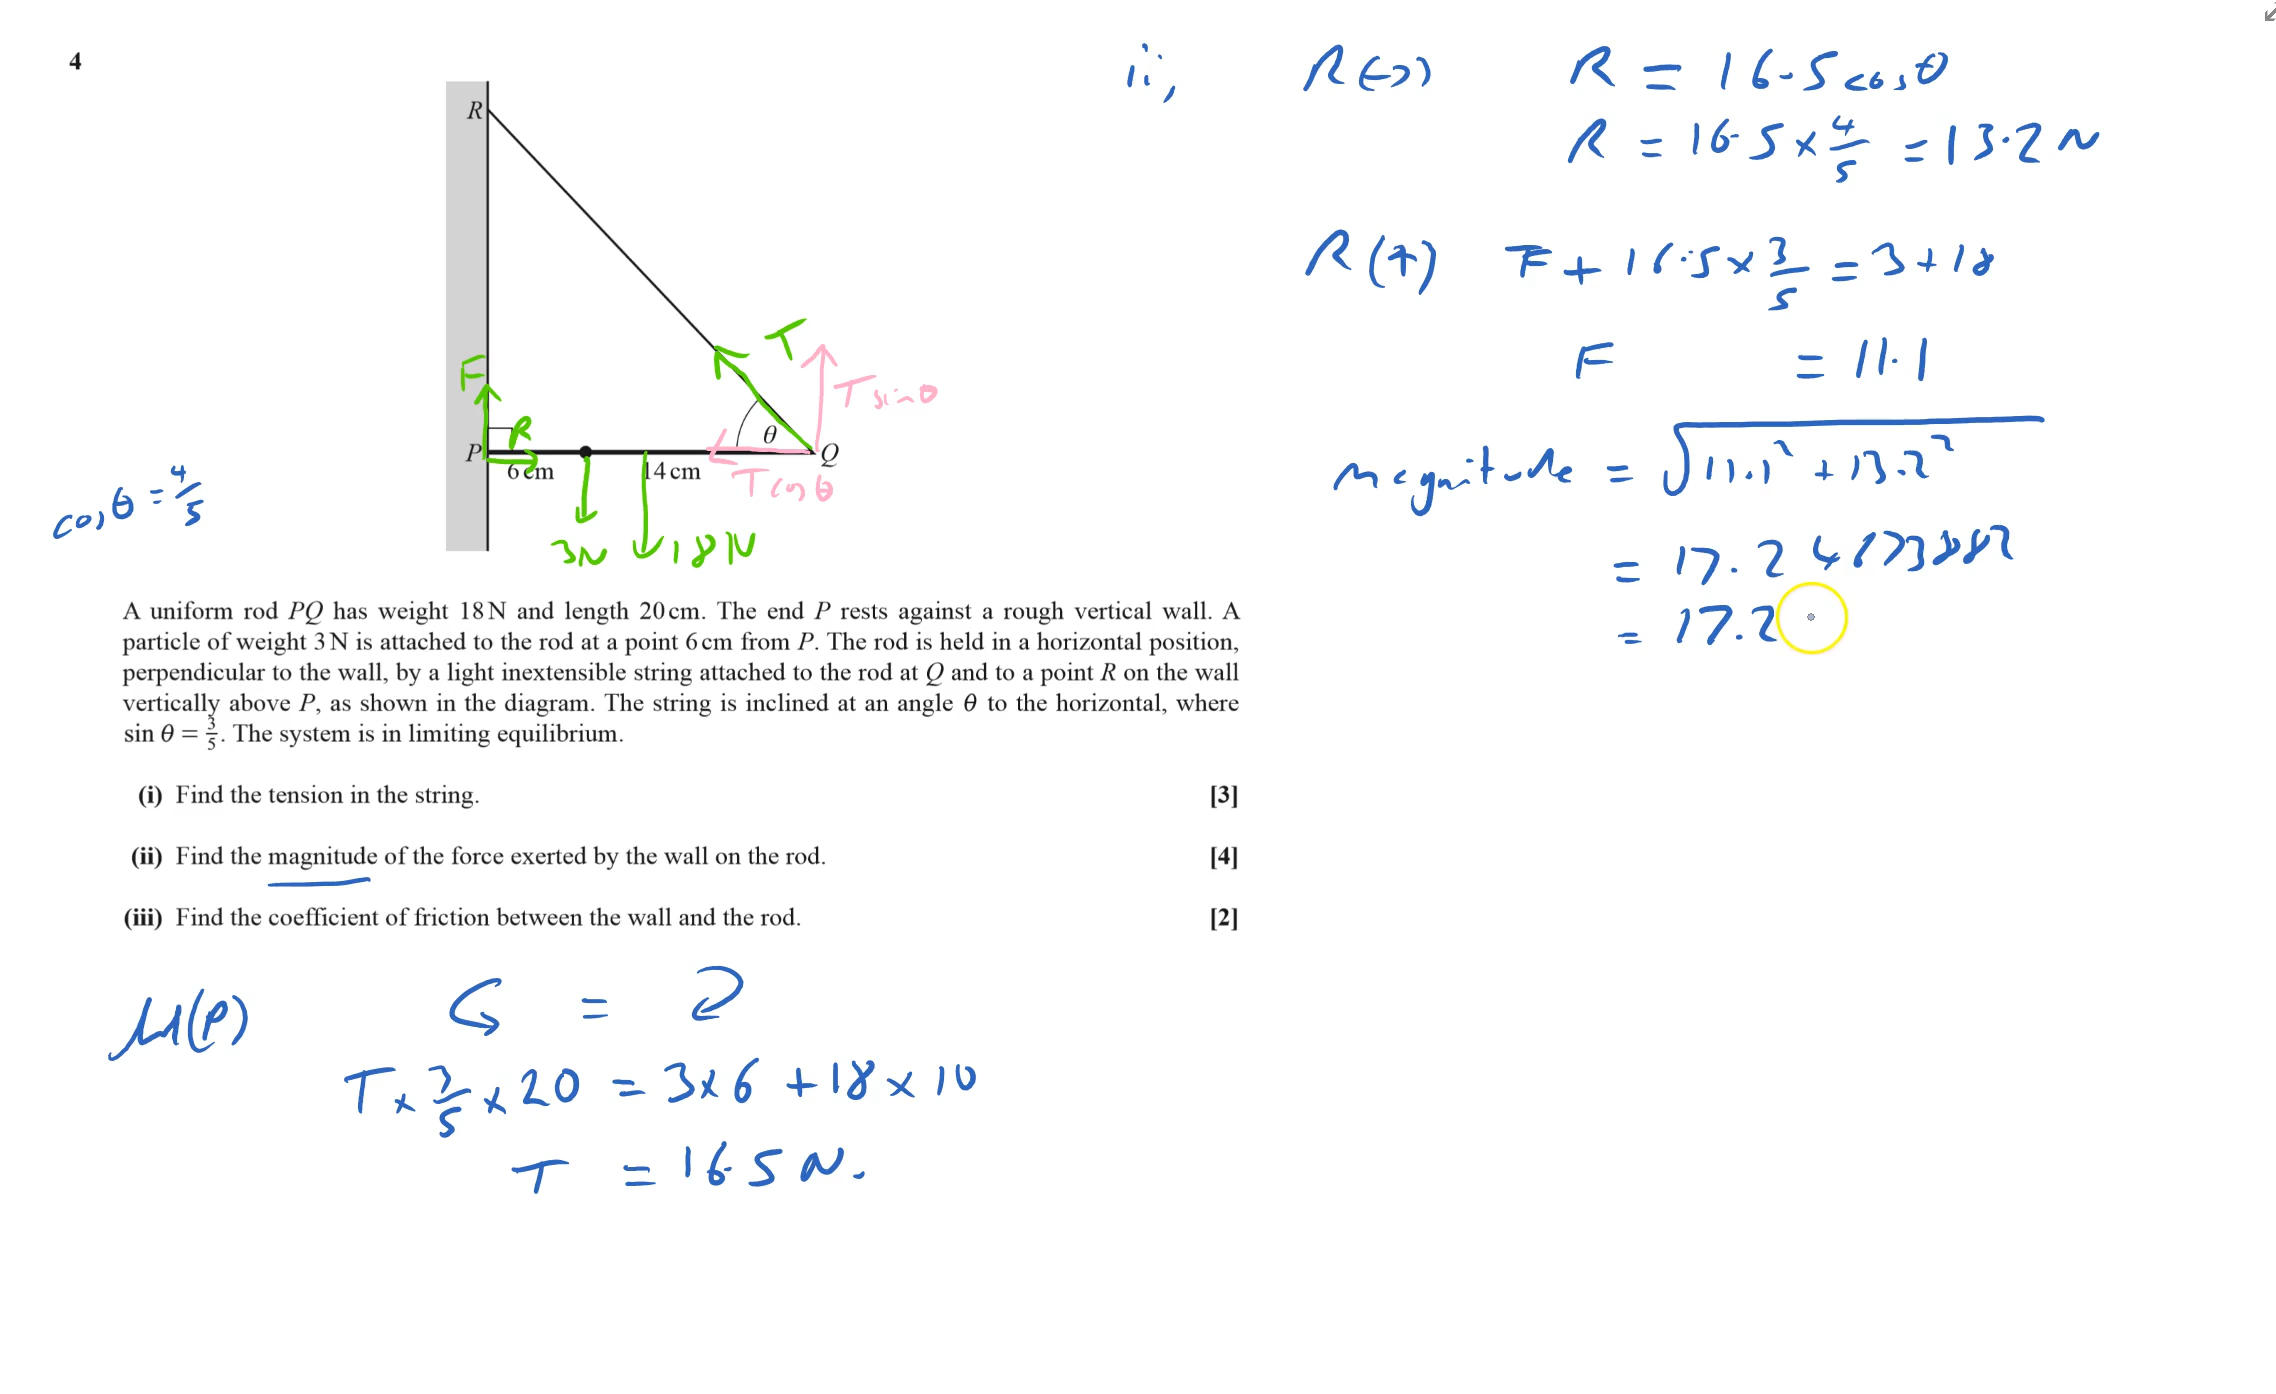 4
R
F
R
P
6 cm
14 cm
θ
Q
T
T sinθ
T cosθ
3N
18N
cosθ = 4/5
A uniform rod PQ has weight 18 N and length 20 cm. The end P rests against a rough vertical wall. A
particle of weight 3 N is attached to the rod at a point 6 cm from P. The rod is held in a horizontal position,
perpendicular to the wall, by a light inextensible string attached to the rod at Q and to a point R on the wall
vertically above P, as shown in the diagram. The string is inclined at an angle θ to the horizontal, where
sin θ = 3/5. The system is in limiting equilibrium.
(i) Find the tension in the string. [3]
(ii) Find the magnitude of the force exerted by the wall on the rod. [4]
(iii) Find the coefficient of friction between the wall and the rod. [2]
M(P) ↺ = ↻
T × 3/5 × 20 = 3×6 + 18 × 10
T = 16.5 N.
ii, R(→) R = 16.5 cosθ
R = 16.5 × 4/5 = 13.2 N
R(↑) F + 16.5 × 3/5 = 3 + 18
F = 11.1
magnitude = √11.1² + 13.2²
= 17.24673882
= 17.2